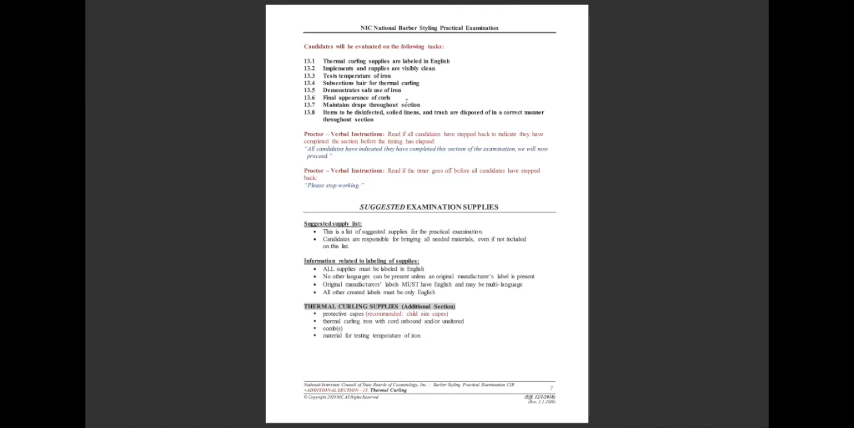 NIC National Barber Styling Practical Examination
Candidates will be evaluated on the following tasks:
13.1 Thermal curling supplies are labeled in English
13.2 Implements and supplies are visibly clean
13.3 Tests temperature of iron
13.4 Subsections hair for thermal curling
13.5 Demonstrates safe use of iron
13.6 Final appearance of curls
13.7 Maintains drape throughout section
13.8 Items to be disinfected, soiled linens, and trash are disposed of in a correct manner
throughout section
Proctor – Verbal Instructions: Read if all candidates have stepped back to indicate they have
completed the section before the timing has elapsed:
"All candidates have indicated they have completed this section of the examination, we will now
proceed."
Proctor – Verbal Instructions: Read if the timer goes off before all candidates have stepped
back:
"Please stop working."
SUGGESTED EXAMINATION SUPPLIES
Suggested supply list:
• This is a list of suggested supplies for the practical examination.
• Candidates are responsible for bringing all needed materials, even if not included
on this list.
Information related to labeling of supplies:
• ALL supplies must be labeled in English
• No other languages can be present unless an original manufacturer's label is present
• Original manufacturers' labels MUST have English and may be multi-language
• All other created labels must be only English
THERMAL CURLING SUPPLIES (Additional Section)
• protective capes (recommended: child size capes)
• thermal curling iron with cord unbound and/or unaltered
• comb(s)
• material for testing temperature of iron
National-Interstate Council of State Boards of Cosmetology, Inc. - Barber Styling Practical Examination CIB
ADDITIONAL SECTION - 13 Thermal Curling
7
© Copyright 2020 NIC All Rights Reserved
(Eff. 12/1/2018)